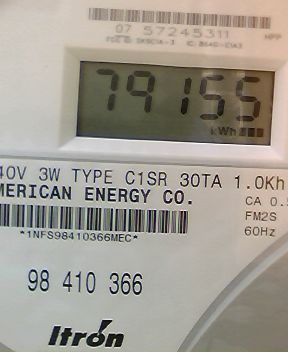 07 57245311
79155
kWh
40V 3W TYPE C1SR 30TA 1.0Kh
MERICAN ENERGY CO.
CA 0.5
FM2S
60Hz
*1NFS98410366MEC*
98 410 366
Itron